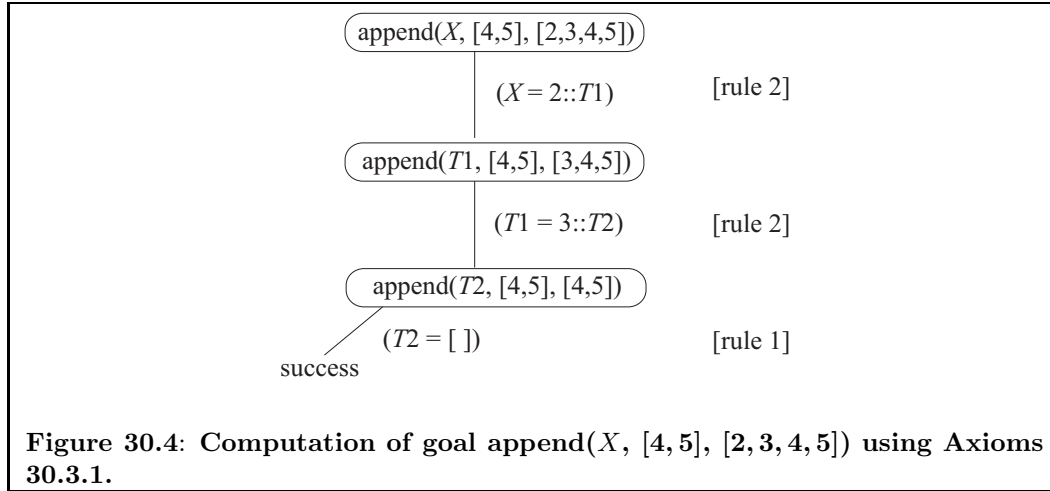 append(X, [4,5], [2,3,4,5])
(X = 2::T1) [rule 2]
append(T1, [4,5], [3,4,5])
(T1 = 3::T2) [rule 2]
append(T2, [4,5], [4,5])
(T2 = [ ]) [rule 1]
success
Figure 30.4: Computation of goal append(X, [4, 5], [2, 3, 4, 5]) using Axioms
30.3.1.